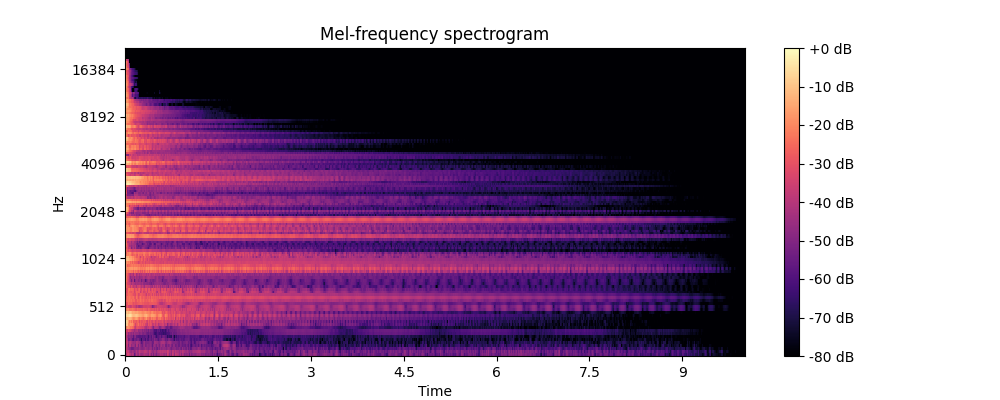 Mel-frequency spectrogram
Hz
16384
8192
4096
2048
1024
512
0
0 1.5 3 4.5 6 7.5 9
Time
+0 dB
-10 dB
-20 dB
-30 dB
-40 dB
-50 dB
-60 dB
-70 dB
-80 dB